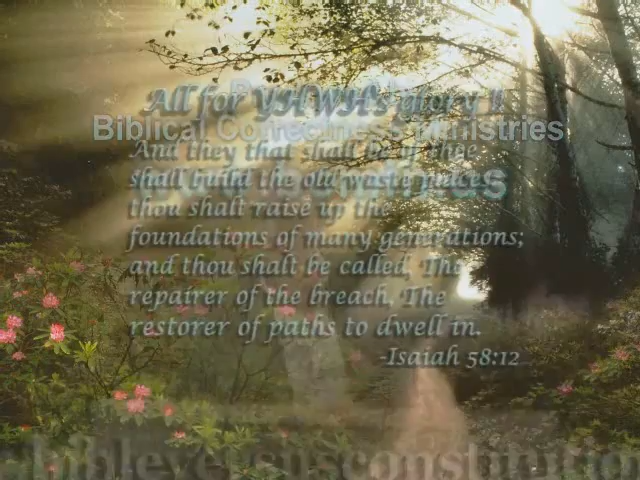 All for YHWH's glory !
Biblical Correctness Ministries
And they that shall be of thee
shall build the old waste places
thou shalt raise up the
foundations of many generations;
and thou shalt be called, The
repairer of the breach, The
restorer of paths to dwell in.
-Isaiah 58:12
bibleversusconstitution